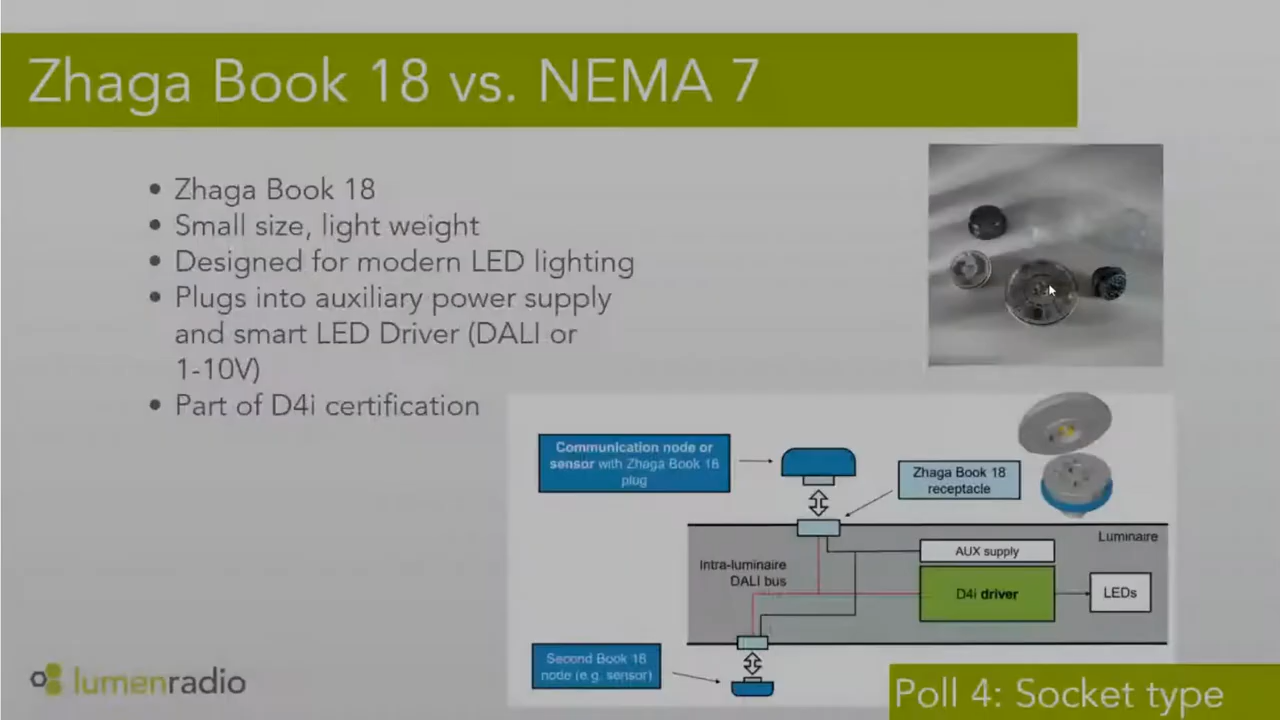 Zhaga Book 18 vs. NEMA 7
• Zhaga Book 18
• Small size, light weight
• Designed for modern LED lighting
• Plugs into auxiliary power supply
and smart LED Driver (DALI or
1-10V)
• Part of D4i certification
Communication node or
sensor with Zhaga Book 18
plug
Zhaga Book 18
receptacle
Luminaire
AUX supply
Intra-luminaire
DALI bus
D4i driver
LEDs
Second Book 18
node (e.g. sensor)
lumenradio
Poll 4: Socket type